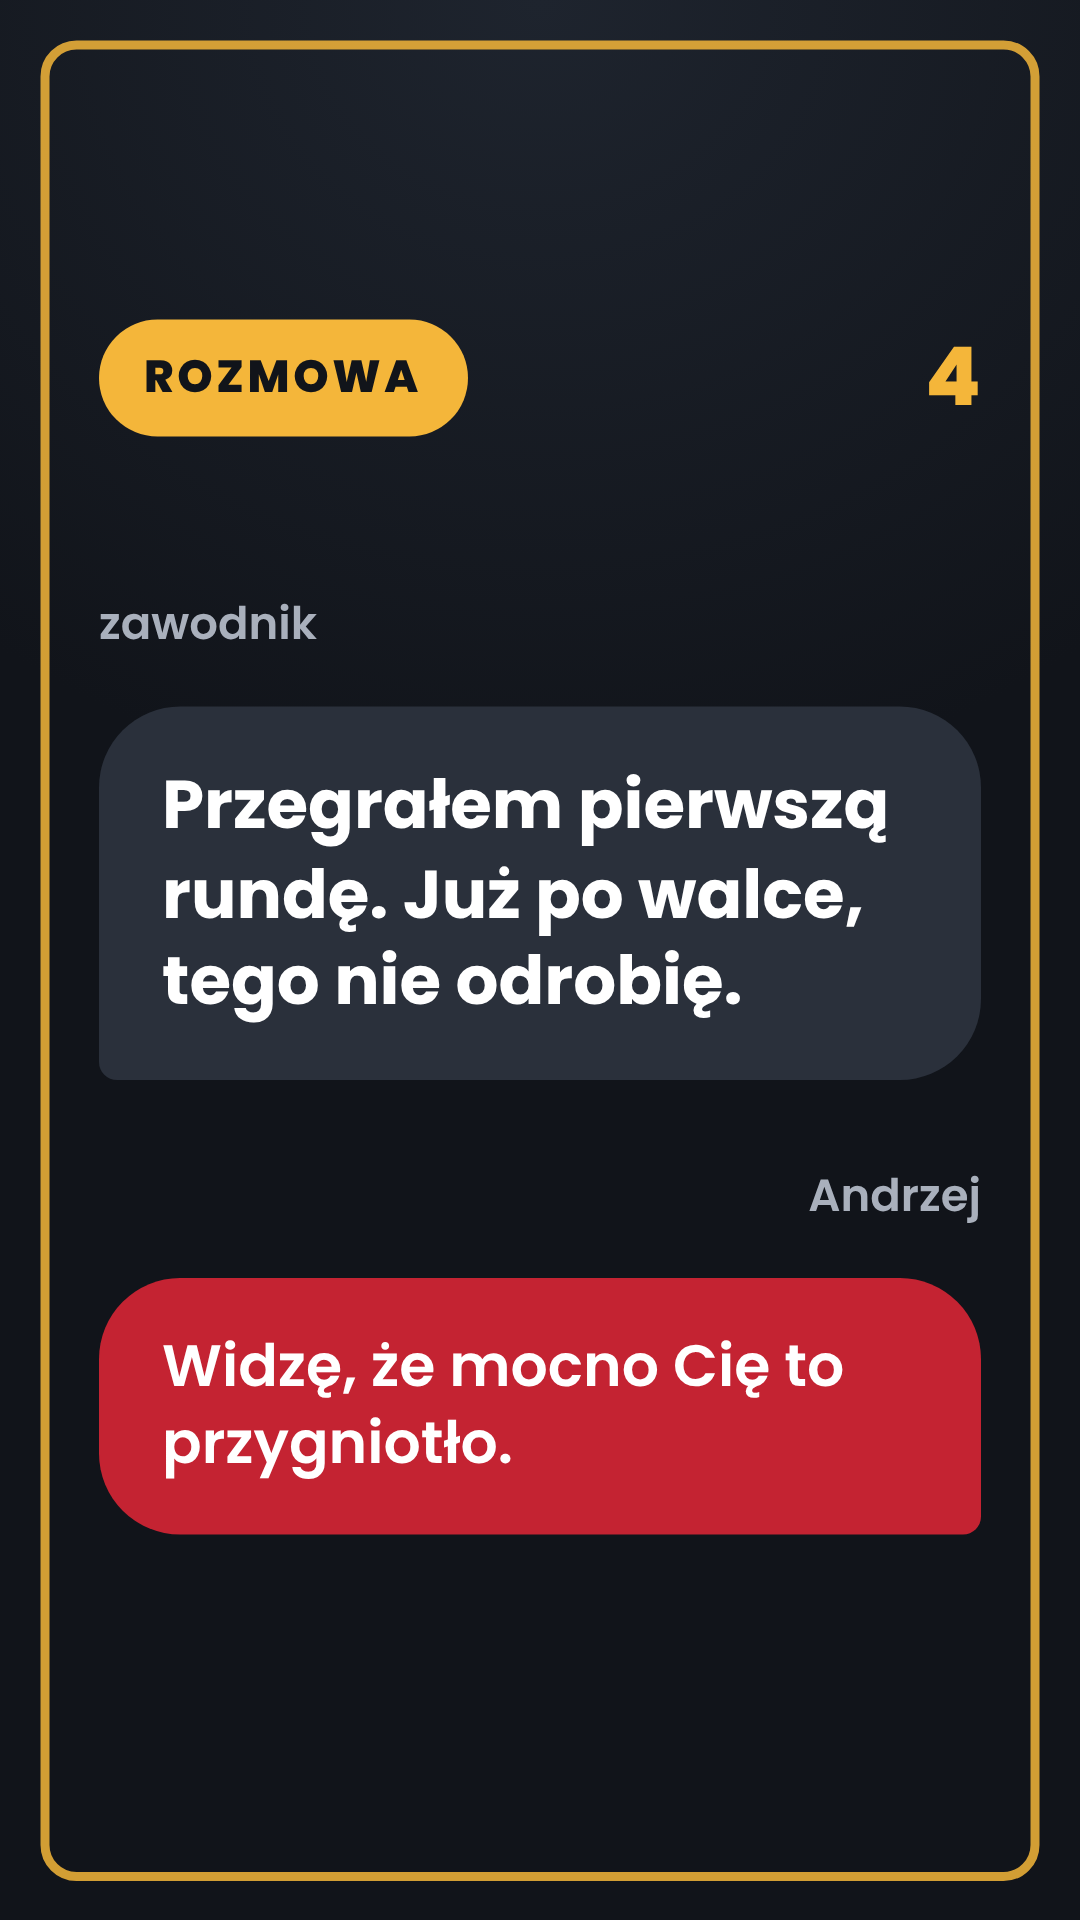 ROZMOWA
4
zawodnik
Przegrałem pierwszą
rundę. Już po walce,
tego nie odrobię.
Andrzej
Widzę, że mocno Cię to
przygniotło.